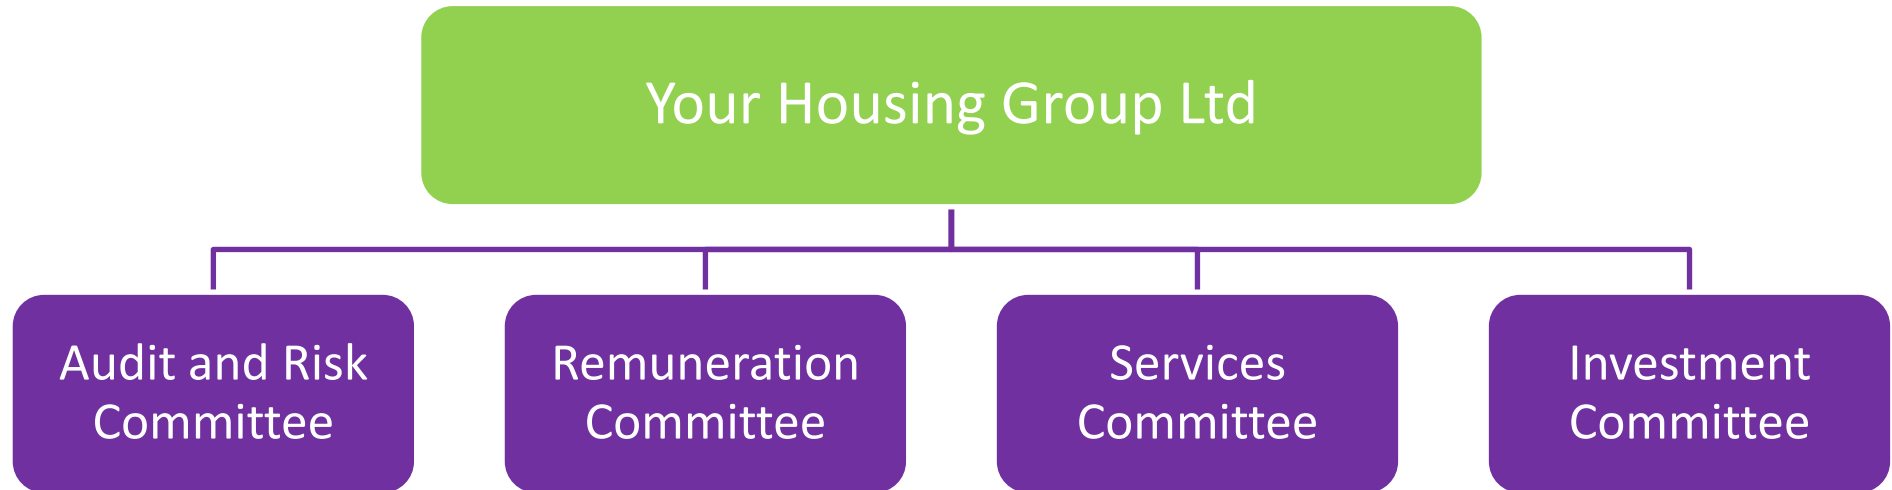 Your Housing Group Ltd
Audit and Risk
Committee
Remuneration
Committee
Services
Committee
Investment
Committee